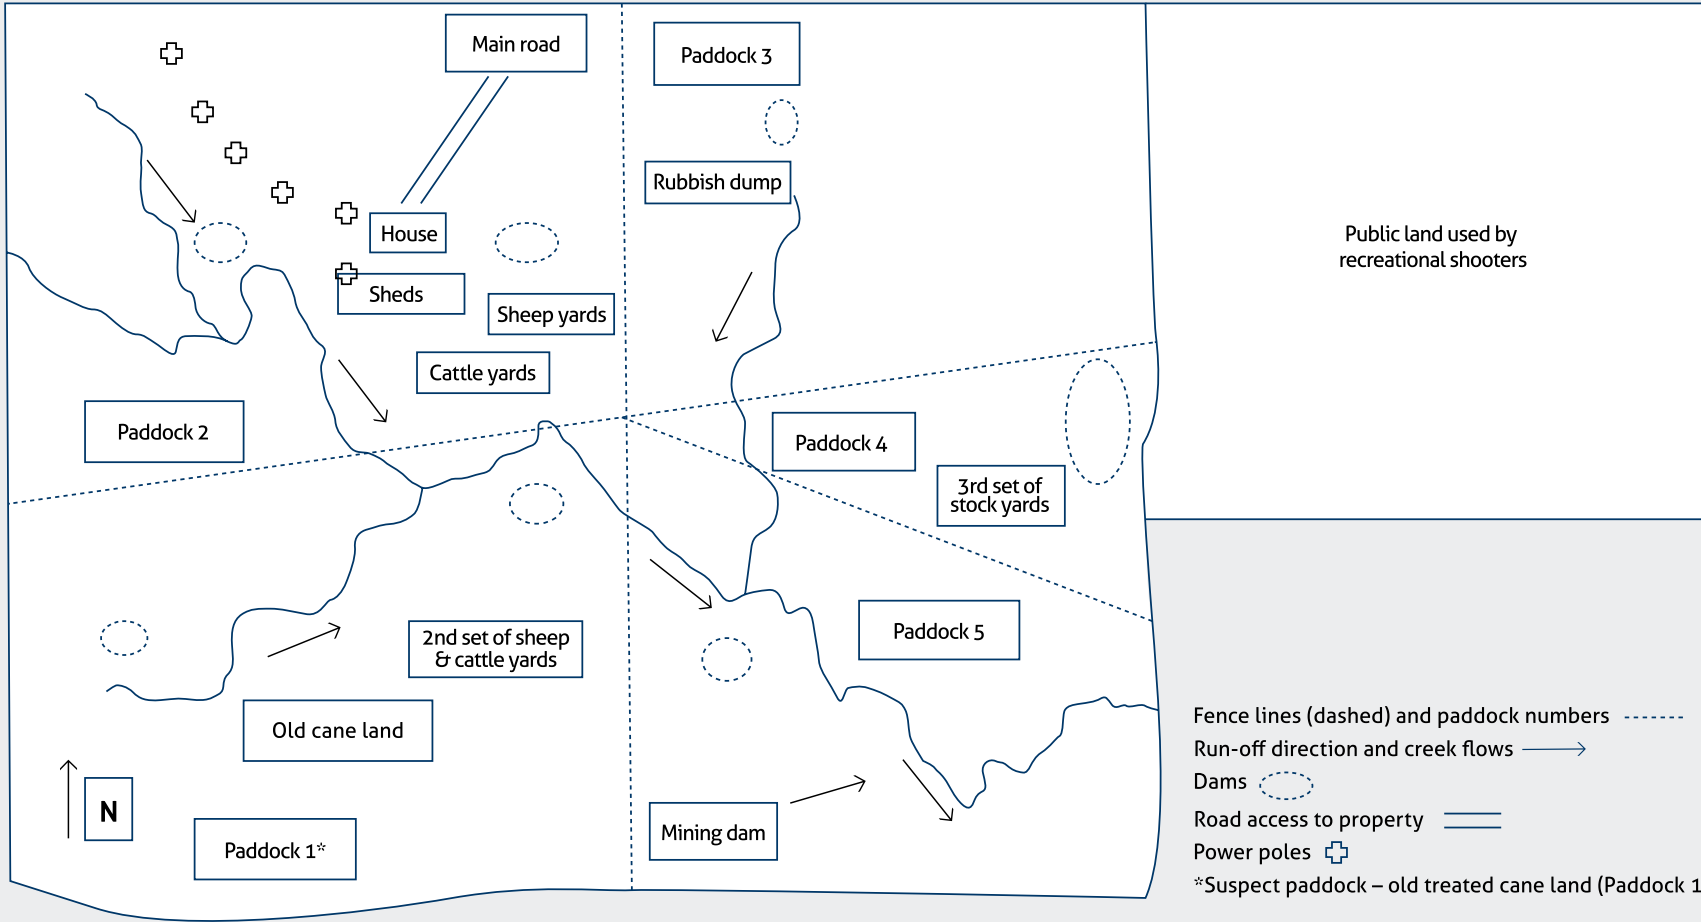 Main road
Paddock 3
Rubbish dump
House
Sheds
Sheep yards
Cattle yards
Paddock 2
Public land used by
recreational shooters
Paddock 4
3rd set of
stock yards
2nd set of sheep
& cattle yards
Paddock 5
Old cane land
N
Paddock 1*
Mining dam
Fence lines (dashed) and paddock numbers
Run-off direction and creek flows
Dams
Road access to property
Power poles
*Suspect paddock – old treated cane land (Paddock 1